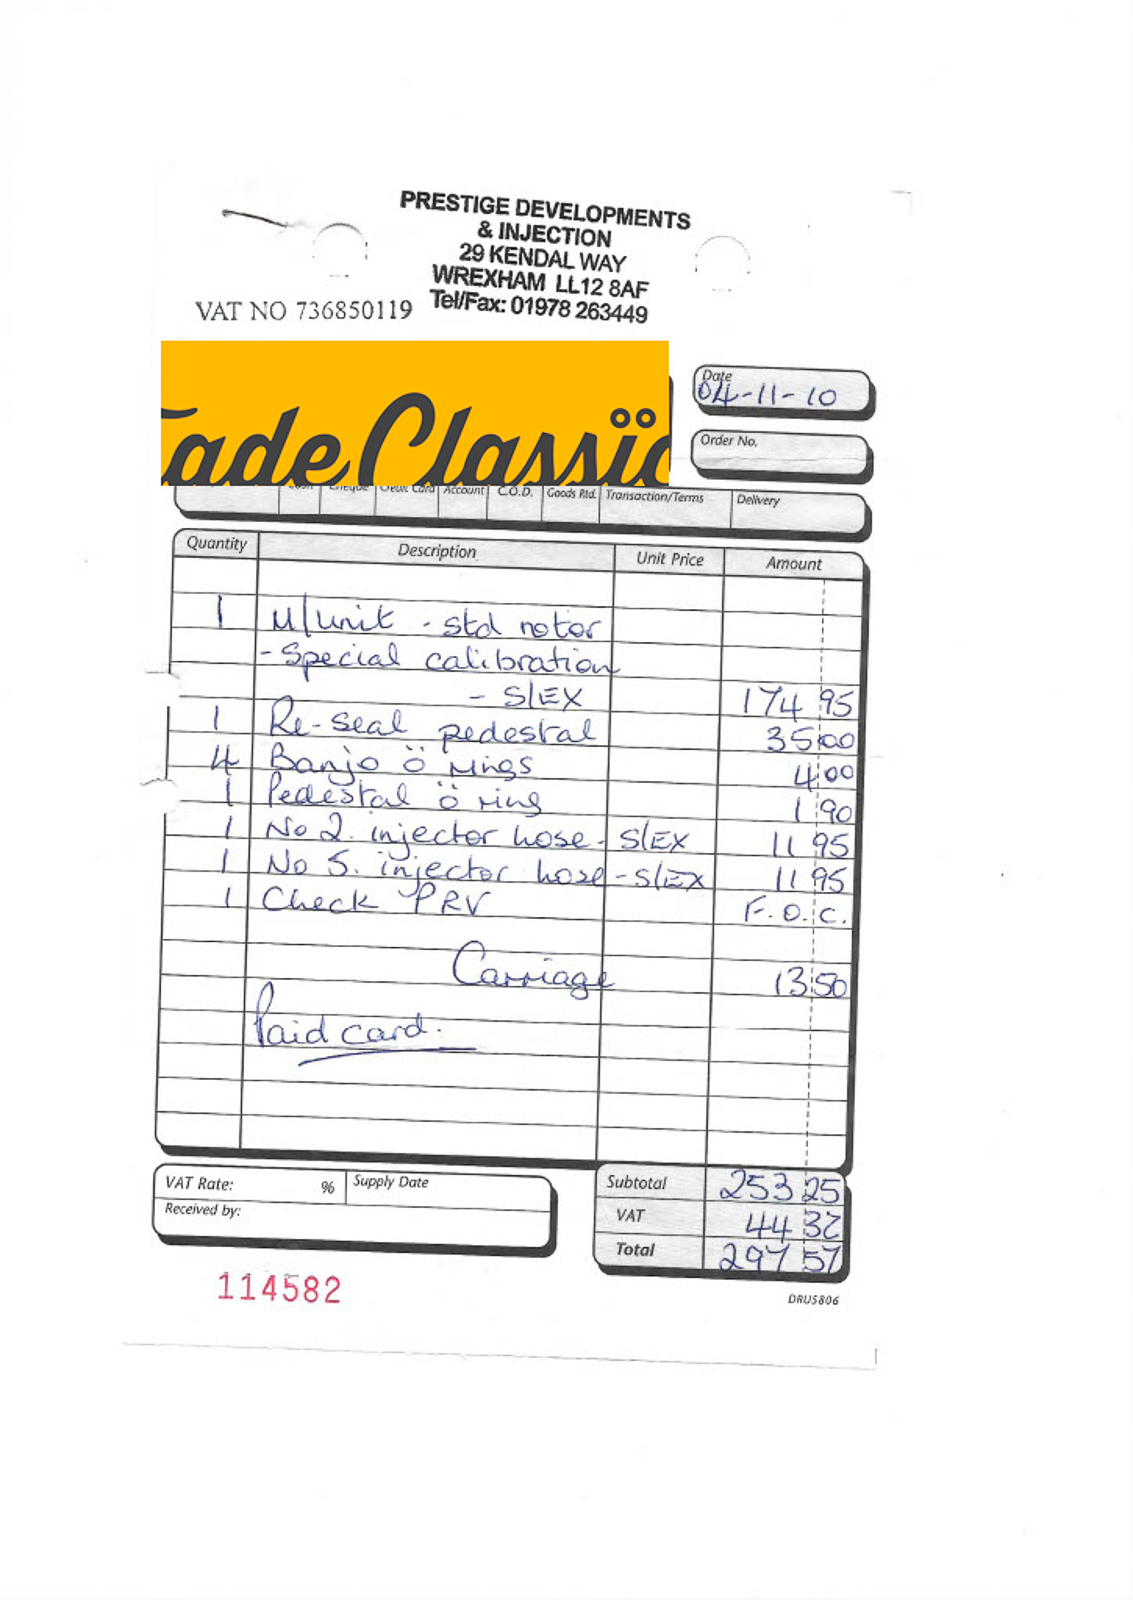 PRESTIGE DEVELOPMENTS
& INJECTION
29 KENDAL WAY
WREXHAM LL12 8AF
VAT NO 736850119 Tel/Fax: 01978 263449
ade Classic
Date
04-11-10
Order No.
Cheque Credit Card Account C.O.D. Goods Rtd. Transaction/Terms Delivery
Quantity Description Unit Price Amount
1 M/unit - std notor
- Special calibration
- S/EX 174 95
1 Re-seal pedestal 35 00
4 Banjo Ö rings 4 00
1 Pedestal Ö ring 1 90
1 No 2. injector hose - S/EX 11 95
1 No 5. injector hose - S/EX 11 95
1 Check PRV F.O.C.
Carriage 13 50
Paid card.
VAT Rate: % Supply Date
Received by:
Subtotal 253 25
VAT 44 32
Total 297 57
114582
DRU5806